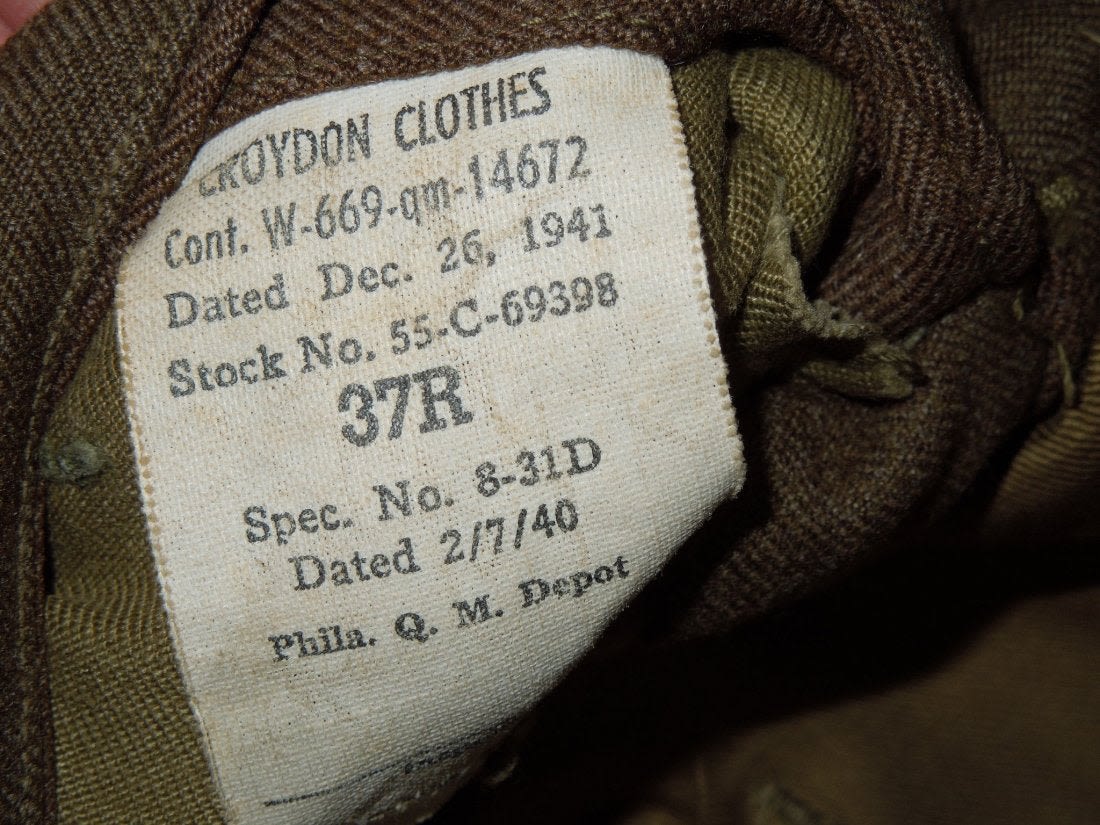 CROYDON CLOTHES
Cont. W-669-qm-14672
Dated Dec. 26, 1941
Stock No. 55-C-69398
37R
Spec. No. 8-31D
Dated 2/7/40
Phila. Q. M. Depot